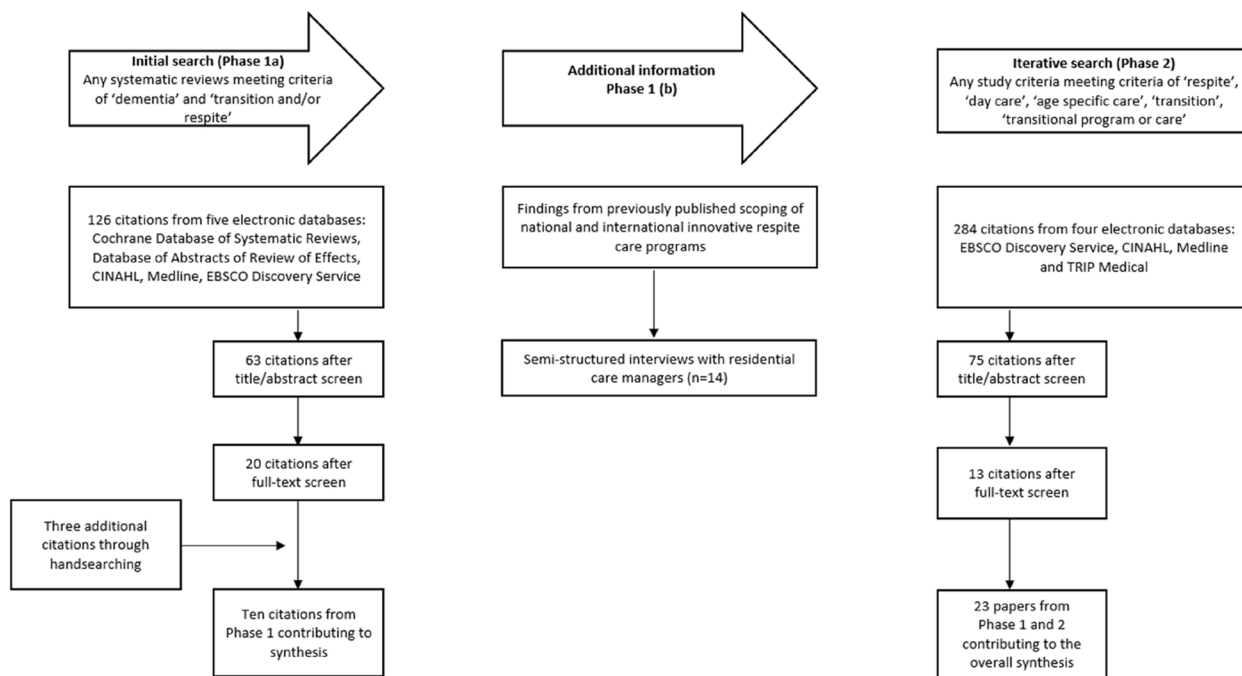 Initial search (Phase 1a)
Any systematic reviews meeting criteria
of ‘dementia’ and ‘transition and/or
respite’
126 citations from five electronic databases:
Cochrane Database of Systematic Reviews,
Database of Abstracts of Review of Effects,
CINAHL, Medline, EBSCO Discovery Service
63 citations after
title/abstract screen
20 citations after
full-text screen
Three additional
citations through
handsearching
Ten citations from
Phase 1 contributing to
synthesis
Additional information
Phase 1 (b)
Findings from previously published scoping of
national and international innovative respite
care programs
Semi-structured interviews with residential
care managers (n=14)
Iterative search (Phase 2)
Any study criteria meeting criteria of ‘respite’,
‘day care’, ‘age specific care’, ‘transition’,
‘transitional program or care’
284 citations from four electronic databases:
EBSCO Discovery Service, CINAHL, Medline
and TRIP Medical
75 citations after
title/abstract screen
13 citations after
full-text screen
23 papers from
Phase 1 and 2
contributing to the
overall synthesis